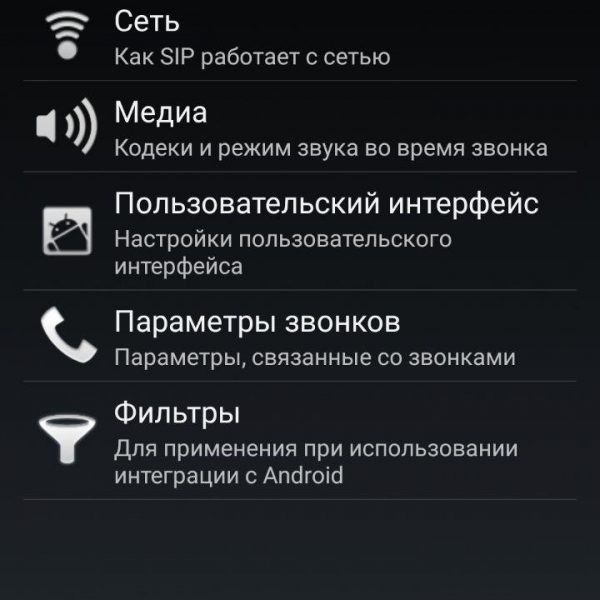 Сеть
Как SIP работает с сетью
Медиа
Кодеки и режим звука во время звонка
Пользовательский интерфейс
Настройки пользовательского
интерфейса
Параметры звонков
Параметры, связанные со звонками
Фильтры
Для применения при использовании
интеграции с Android